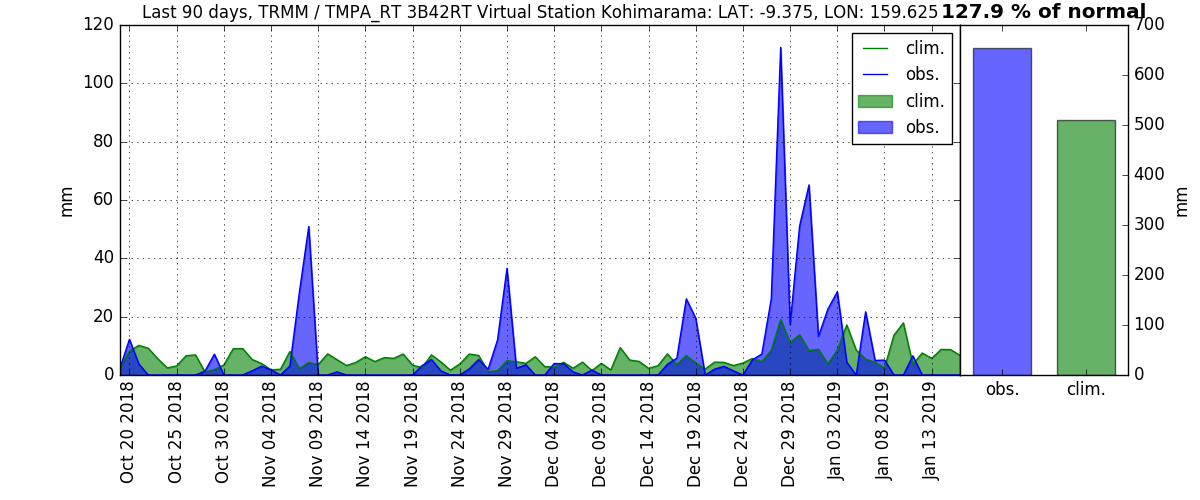 Last 90 days, TRMM / TMPA_RT 3B42RT Virtual Station Kohimarama: LAT: -9.375, LON: 159.625 127.9 % of normal
120
100
80
60
40
20
0
mm
clim.
obs.
clim.
obs.
Oct 20 2018
Oct 25 2018
Oct 30 2018
Nov 04 2018
Nov 09 2018
Nov 14 2018
Nov 19 2018
Nov 24 2018
Nov 29 2018
Dec 04 2018
Dec 09 2018
Dec 14 2018
Dec 19 2018
Dec 24 2018
Dec 29 2018
Jan 03 2019
Jan 08 2019
Jan 13 2019
700
600
500
400
300
200
100
0
mm
obs. clim.